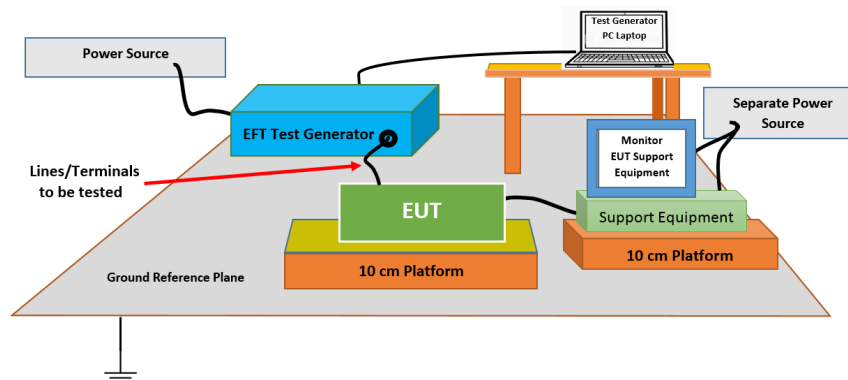 Test Generator
PC Laptop
Power Source
Separate Power
Source
EFT Test Generator
Monitor
EUT Support
Equipment
Lines/Terminals
to be tested
EUT
Support Equipment
10 cm Platform
10 cm Platform
Ground Reference Plane